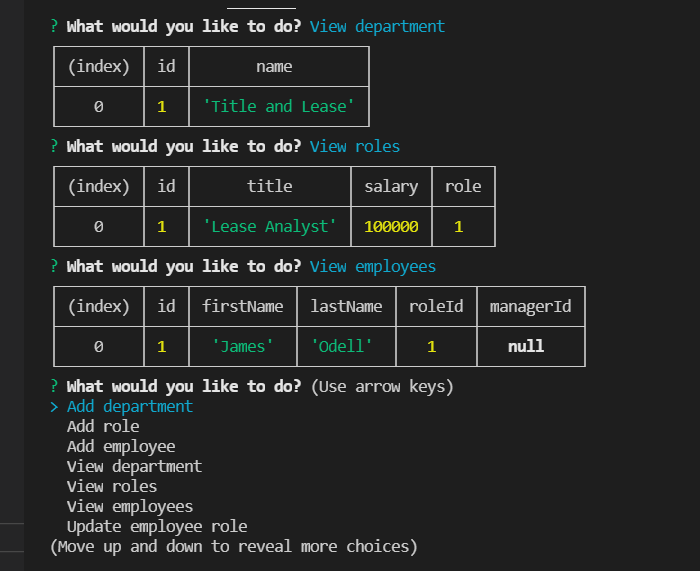 ? What would you like to do? View department
(index) id name
0 1 'Title and Lease'
? What would you like to do? View roles
(index) id title salary role
0 1 'Lease Analyst' 100000 1
? What would you like to do? View employees
(index) id firstName lastName roleId managerId
0 1 'James' 'Odell' 1 null
? What would you like to do? (Use arrow keys)
> Add department
Add role
Add employee
View department
View roles
View employees
Update employee role
(Move up and down to reveal more choices)